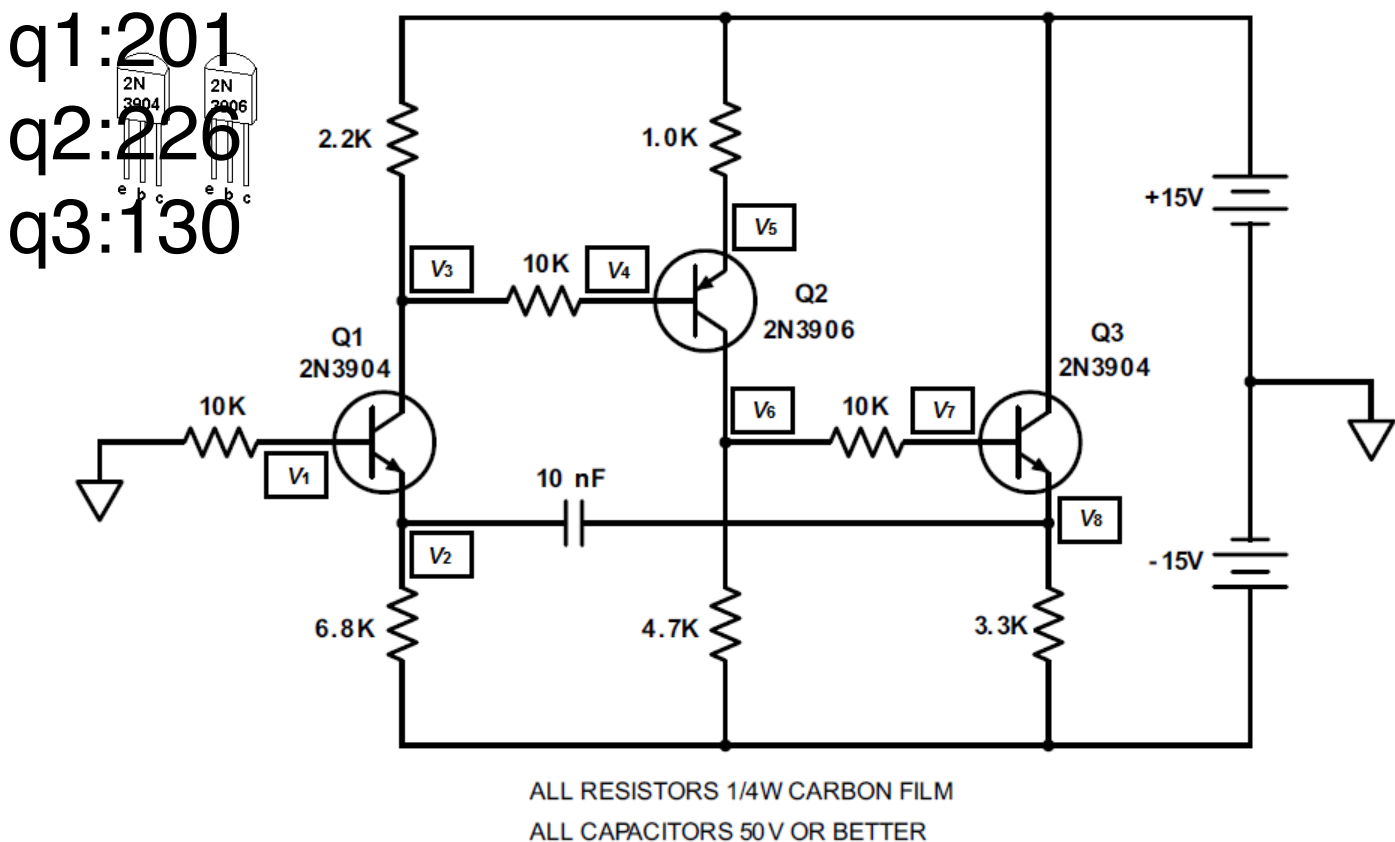 q1:201
q2:226
q3:130
2N
3904
e b c
2N
3906
e b c
2.2K
1.0K
+15V
V3
10K
V4
V5
Q2
2N3906
Q1
2N3904
Q3
2N3904
10K
V1
V6
10K
V7
10 nF
V2
V8
-15V
6.8K
4.7K
3.3K
ALL RESISTORS 1/4W CARBON FILM
ALL CAPACITORS 50V OR BETTER